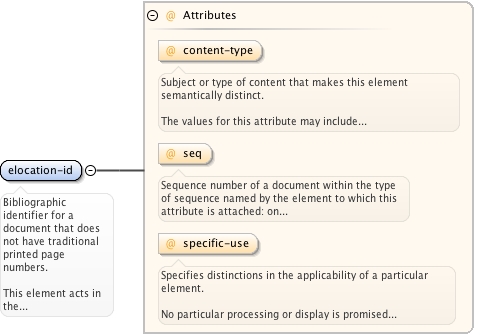 @ Attributes
@ content-type
Subject or type of content that makes this element
semantically distinct.
The values for this attribute may include...
@ seq
Sequence number of a document within the type
of sequence named by the element to which this
attribute is attached: on...
@ specific-use
Specifies distinctions in the applicability of a particular
element.
No particular processing or display is promised...
elocation-id
Bibliographic
identifier for a
document that does
not have traditional
printed page
numbers.
This element acts in
the...